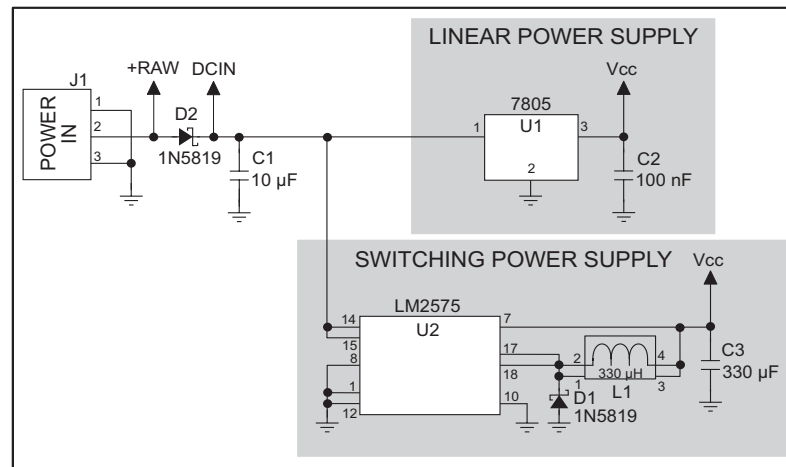 LINEAR POWER SUPPLY
+RAW
DCIN
Vcc
J1
POWER
IN
1
2
3
D2
1N5819
C1
10 µF
7805
U1
1
3
2
C2
100 nF
SWITCHING POWER SUPPLY
Vcc
LM2575
U2
14
15
8
1
12
7
17
18
10
2
1
4
3
330 µH
L1
D1
1N5819
C3
330 µF